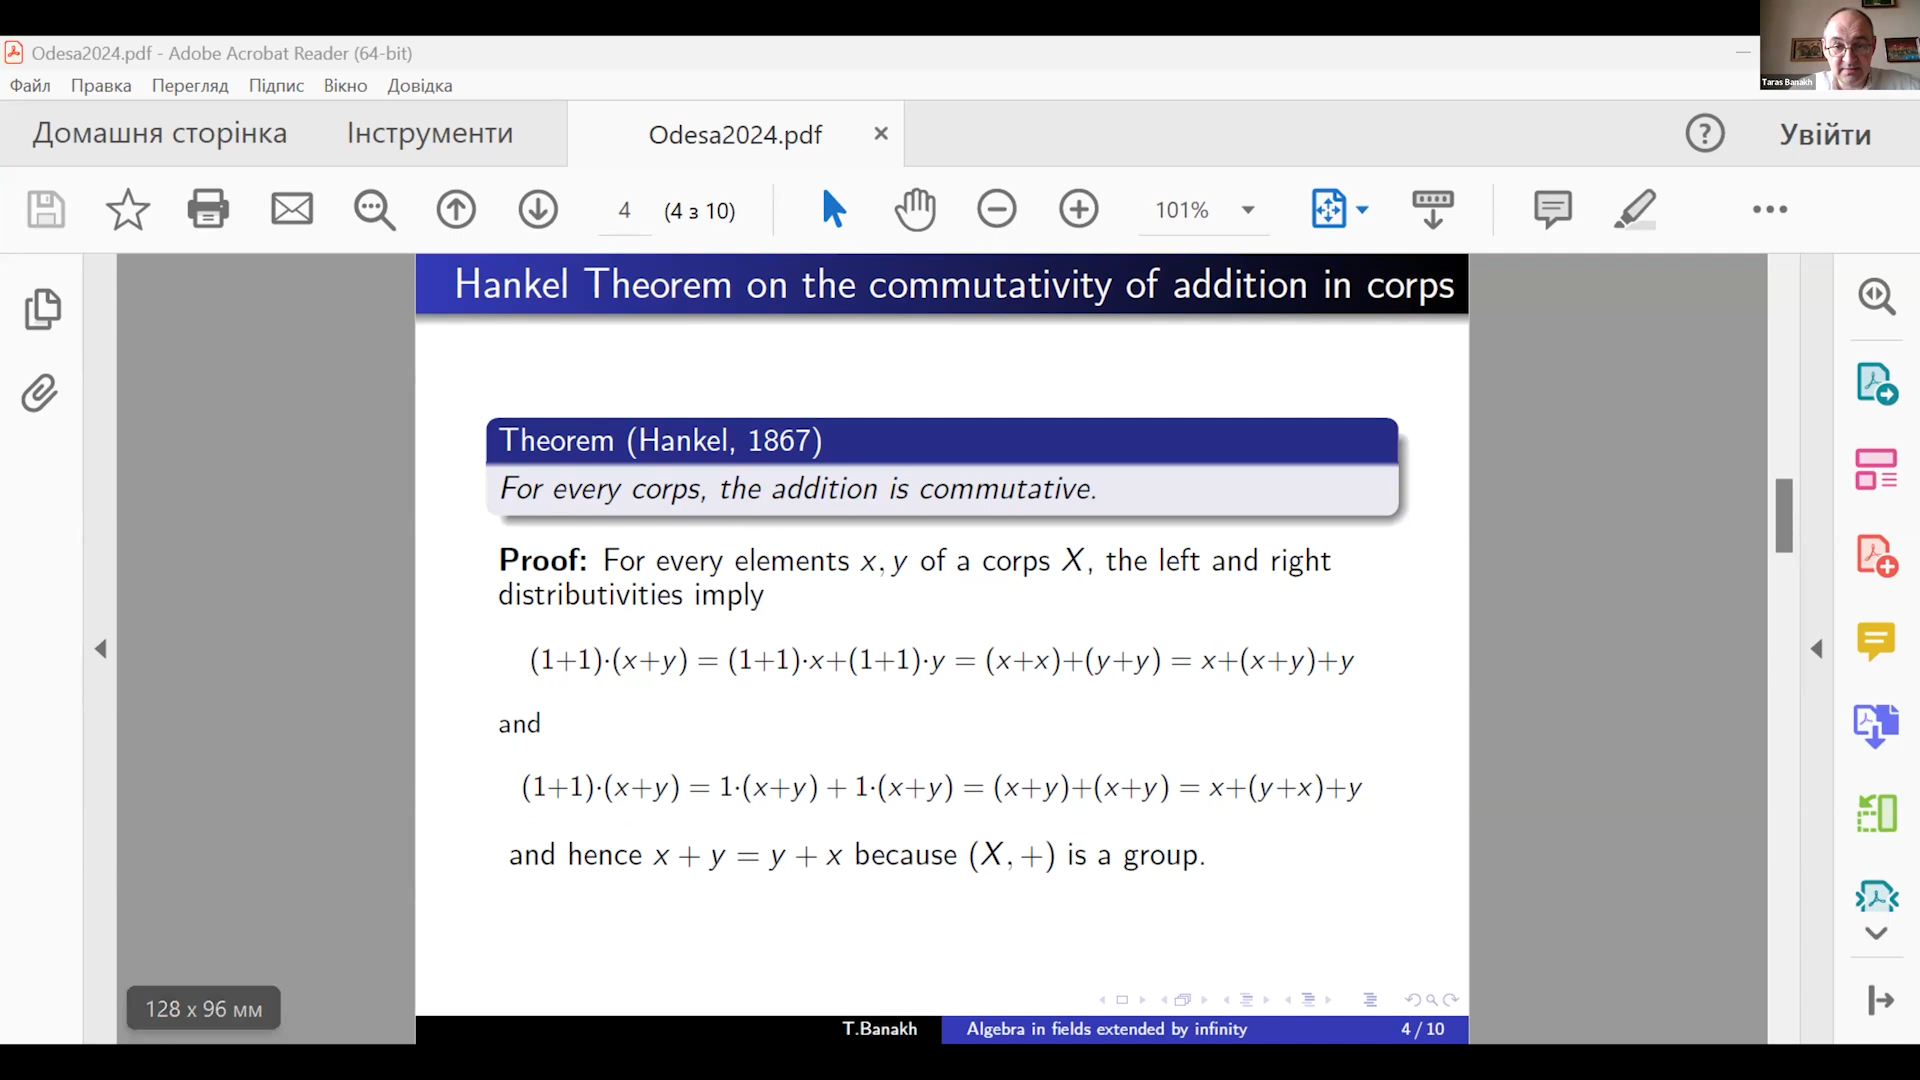 Odesa2024.pdf - Adobe Acrobat Reader (64-bit)
Taras Banakh
Файл Правка Перегляд Підпис Вікно Довідка
Домашня сторінка Інструменти Odesa2024.pdf × ? Увійти
4 (4 з 10) 101%
Hankel Theorem on the commutativity of addition in corps
Theorem (Hankel, 1867)
For every corps, the addition is commutative.
Proof: For every elements x, y of a corps X, the left and right
distributivities imply
(1+1)·(x+y) = (1+1)·x+(1+1)·y = (x+x)+(y+y) = x+(x+y)+y
and
(1+1)·(x+y) = 1·(x+y) + 1·(x+y) = (x+y)+(x+y) = x+(y+x)+y
and hence x + y = y + x because (X, +) is a group.
128 x 96 мм
T.Banakh Algebra in fields extended by infinity 4 / 10